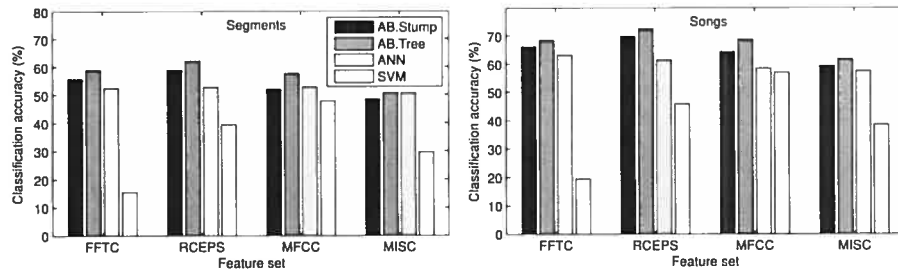 Segments
AB.Stump
AB.Tree
ANN
SVM
Classification accuracy (%)
80
70
60
50
40
30
20
10
0
FFTC RCEPS MFCC MISC
Feature set
Songs
Classification accuracy (%)
70
60
50
40
30
20
10
0
FFTC RCEPS MFCC MISC
Feature set